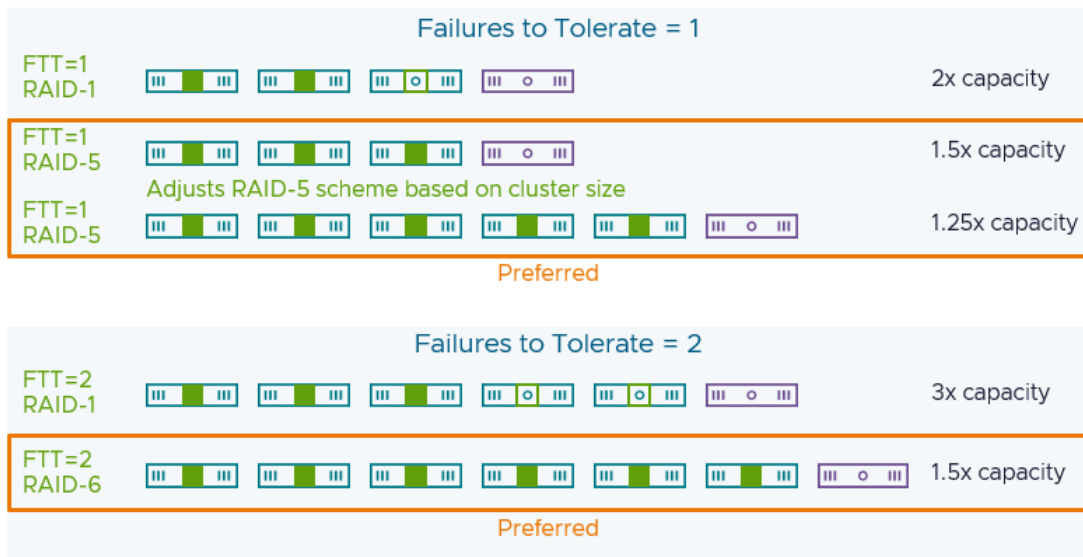 Failures to Tolerate = 1
FTT=1
RAID-1
2x capacity
FTT=1
RAID-5
1.5x capacity
Adjusts RAID-5 scheme based on cluster size
FTT=1
RAID-5
1.25x capacity
Preferred
Failures to Tolerate = 2
FTT=2
RAID-1
3x capacity
FTT=2
RAID-6
1.5x capacity
Preferred